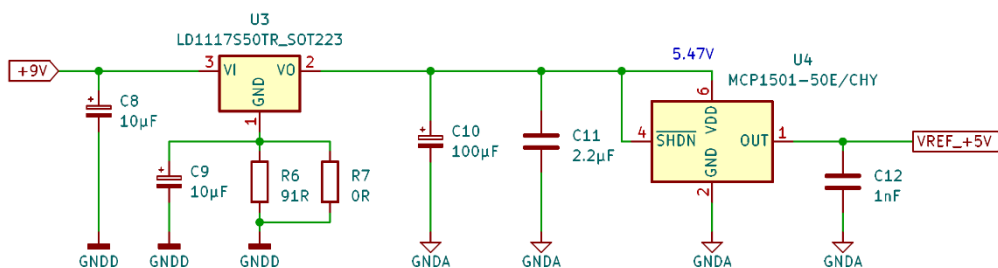 U3
LD1117S50TR_SOT223
+9V
3
VI
VO
2
GND
1
C8
10µF
C9
10µF
R6
91R
R7
0R
GNDD
GNDD
GNDD
C10
100µF
C11
2.2µF
5.47V
U4
MCP1501-50E/CHY
6
VDD
4
SHDN
OUT
1
GND
2
VREF_+5V
C12
1nF
GNDA
GNDA
GNDA
GNDA